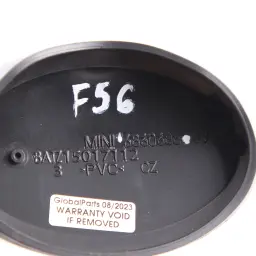 F56
MINI
8A1Z15017112
S >PVC< CZ
GlobalParts 08/2023
WARRANTY VOID
IF REMOVED